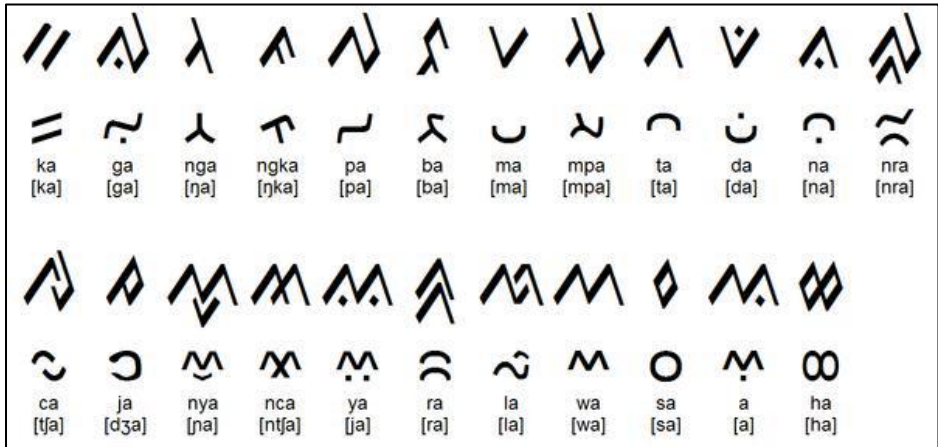 ᨀ ᨁ ᨂ ᨃ ᨄ ᨅ ᨆ ᨇ ᨈ ᨉ ᨊ ᨋ
ᨀ ᨁ ᨂ ᨃ ᨄ ᨅ ᨆ ᨇ ᨈ ᨉ ᨊ ᨋ
ka ga nga ngka pa ba ma mpa ta da na nra
[ka] [ga] [ŋa] [ŋka] [pa] [ba] [ma] [mpa] [ta] [da] [na] [nra]
ᨌ ᨍ ᨎ ᨏ ᨐ ᨑ ᨒ ᨓ ᨔ ᨕ ᨖ
ᨌ ᨍ ᨎ ᨏ ᨐ ᨑ ᨒ ᨓ ᨔ ᨕ ᨖ
ca ja nya nca ya ra la wa sa a ha
[tʃa] [dʒa] [ɲa] [ntʃa] [ja] [ra] [la] [wa] [sa] [a] [ha]